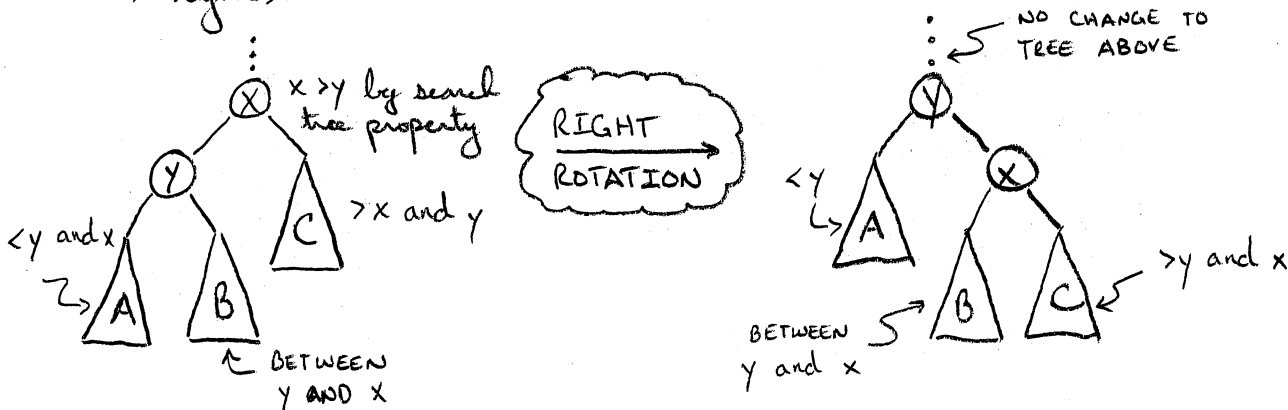 X
x > y by search
tree property
Y
C
> x and y
< y and x
A
B
BETWEEN
Y AND X
RIGHT
ROTATION
NO CHANGE TO
TREE ABOVE
Y
X
< y
A
B
C
> y and x
BETWEEN
y and x